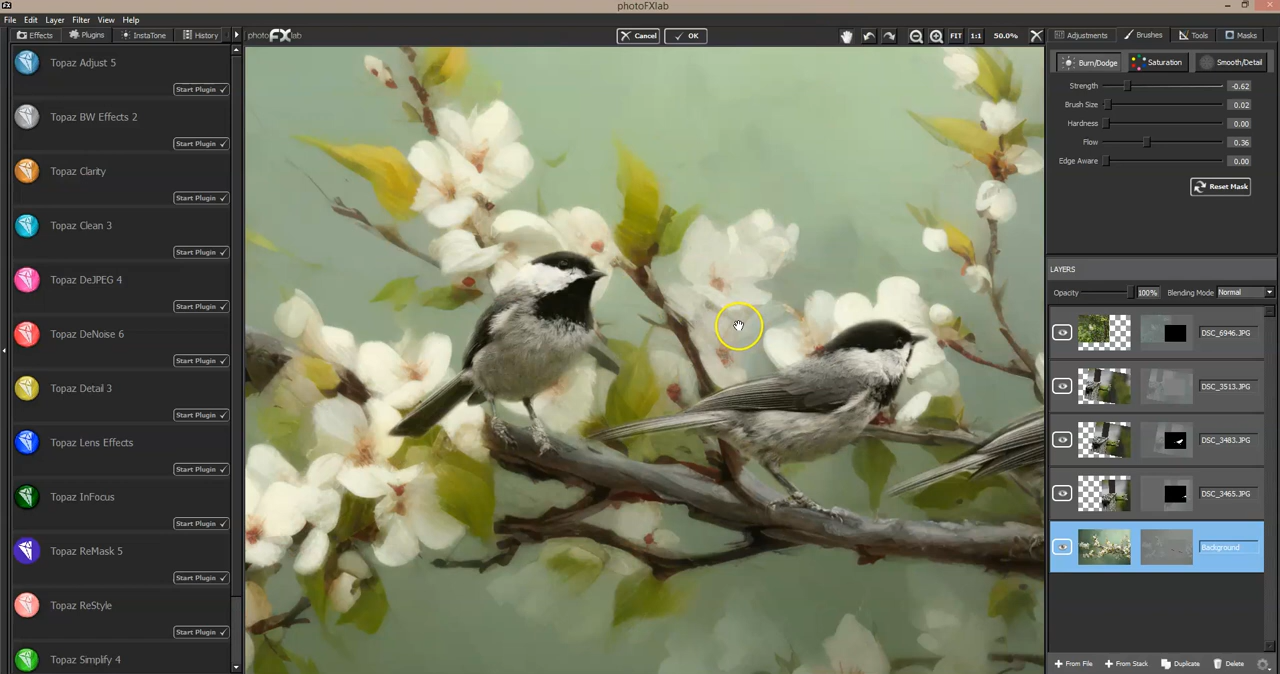 photoFXlab
File Edit Layer Filter View Help
Effects Plugins InstaTone History
photoFXlab
Cancel OK
FIT 1:1 50.0%
Adjustments Brushes Tools Masks
Topaz Adjust 5
Start Plugin
Topaz BW Effects 2
Start Plugin
Topaz Clarity
Start Plugin
Topaz Clean 3
Start Plugin
Topaz DeJPEG 4
Start Plugin
Topaz DeNoise 6
Start Plugin
Topaz Detail 3
Start Plugin
Topaz Lens Effects
Start Plugin
Topaz InFocus
Start Plugin
Topaz ReMask 5
Start Plugin
Topaz ReStyle
Start Plugin
Topaz Simplify 4
Burn/Dodge Saturation Smooth/Detail
Strength -0.62
Brush Size 0.02
Hardness 0.00
Flow 0.36
Edge Aware 0.00
Reset Mask
LAYERS
Opacity 100% Blending Mode Normal
DSC_6946.JPG
DSC_3513.JPG
DSC_3483.JPG
DSC_3465.JPG
Background
From File From Stack Duplicate Delete